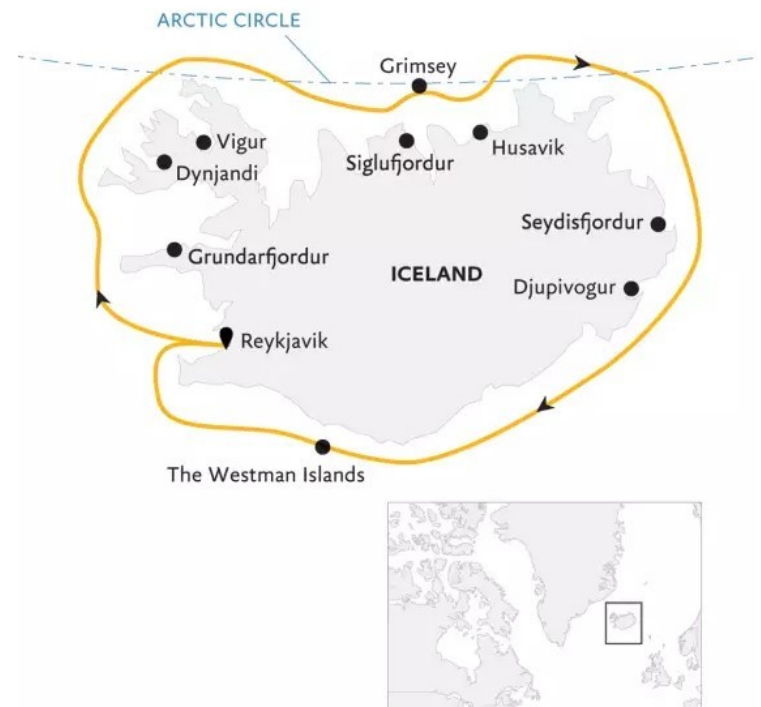 ARCTIC CIRCLE
Grimsey
Vigur
Dynjandi
Siglufjordur
Husavik
Seydisfjordur
Grundarfjordur
ICELAND
Djupivogur
Reykjavik
The Westman Islands